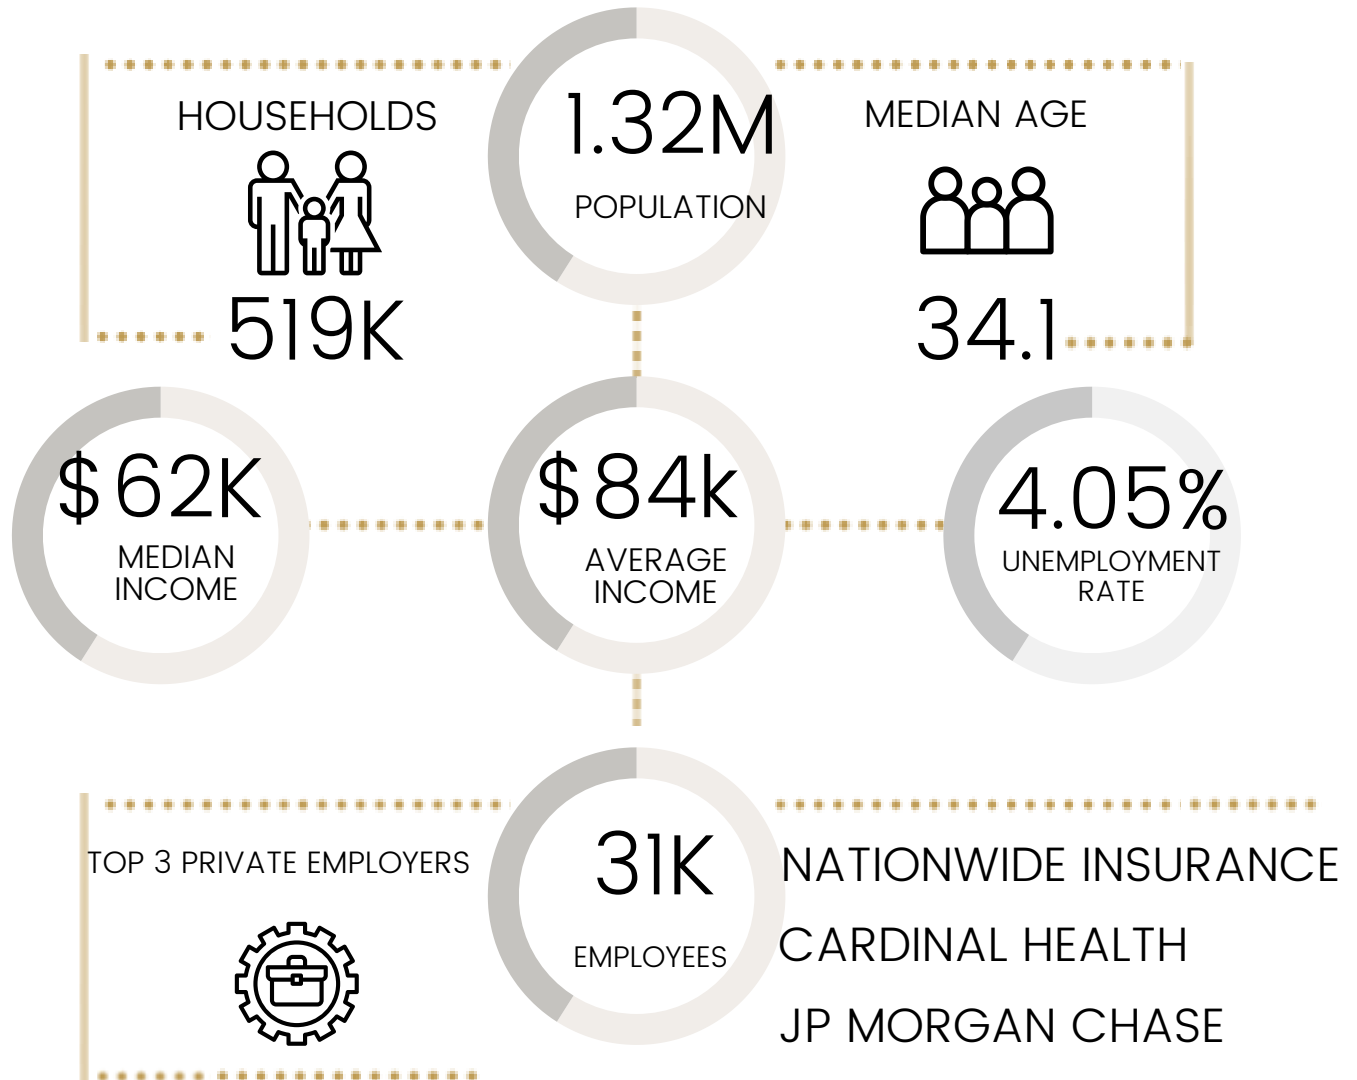 HOUSEHOLDS
519K
1.32M
POPULATION
MEDIAN AGE
34.1
$62K
MEDIAN
INCOME
$84k
AVERAGE
INCOME
4.05%
UNEMPLOYMENT
RATE
TOP 3 PRIVATE EMPLOYERS
31K
EMPLOYEES
NATIONWIDE INSURANCE
CARDINAL HEALTH
JP MORGAN CHASE